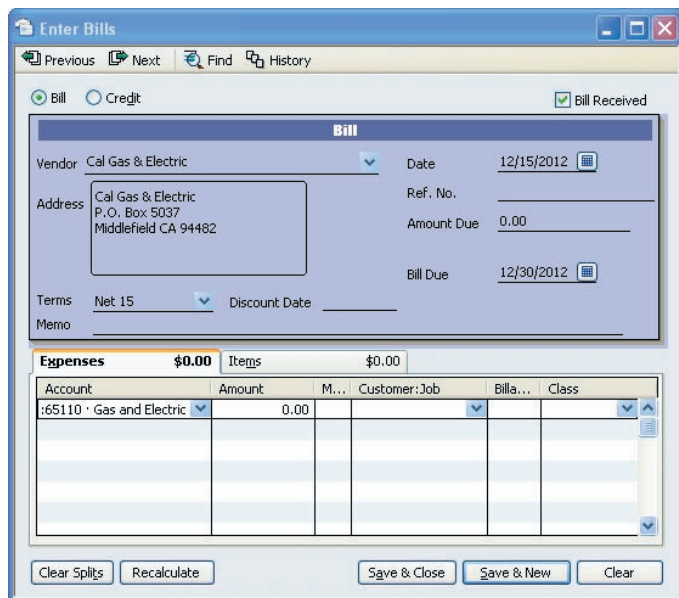 Enter Bills
Previous Next Find History
Bill Credit Bill Received
Bill
Vendor Cal Gas & Electric Date 12/15/2012
Address Cal Gas & Electric Ref. No.
P.O. Box 5037
Middlefield CA 94482 Amount Due 0.00
Bill Due 12/30/2012
Terms Net 15 Discount Date
Memo
Expenses $0.00 Items $0.00
Account Amount M... Customer:Job Billa... Class
:65110 · Gas and Electric 0.00
Clear Splits Recalculate Save & Close Save & New Clear